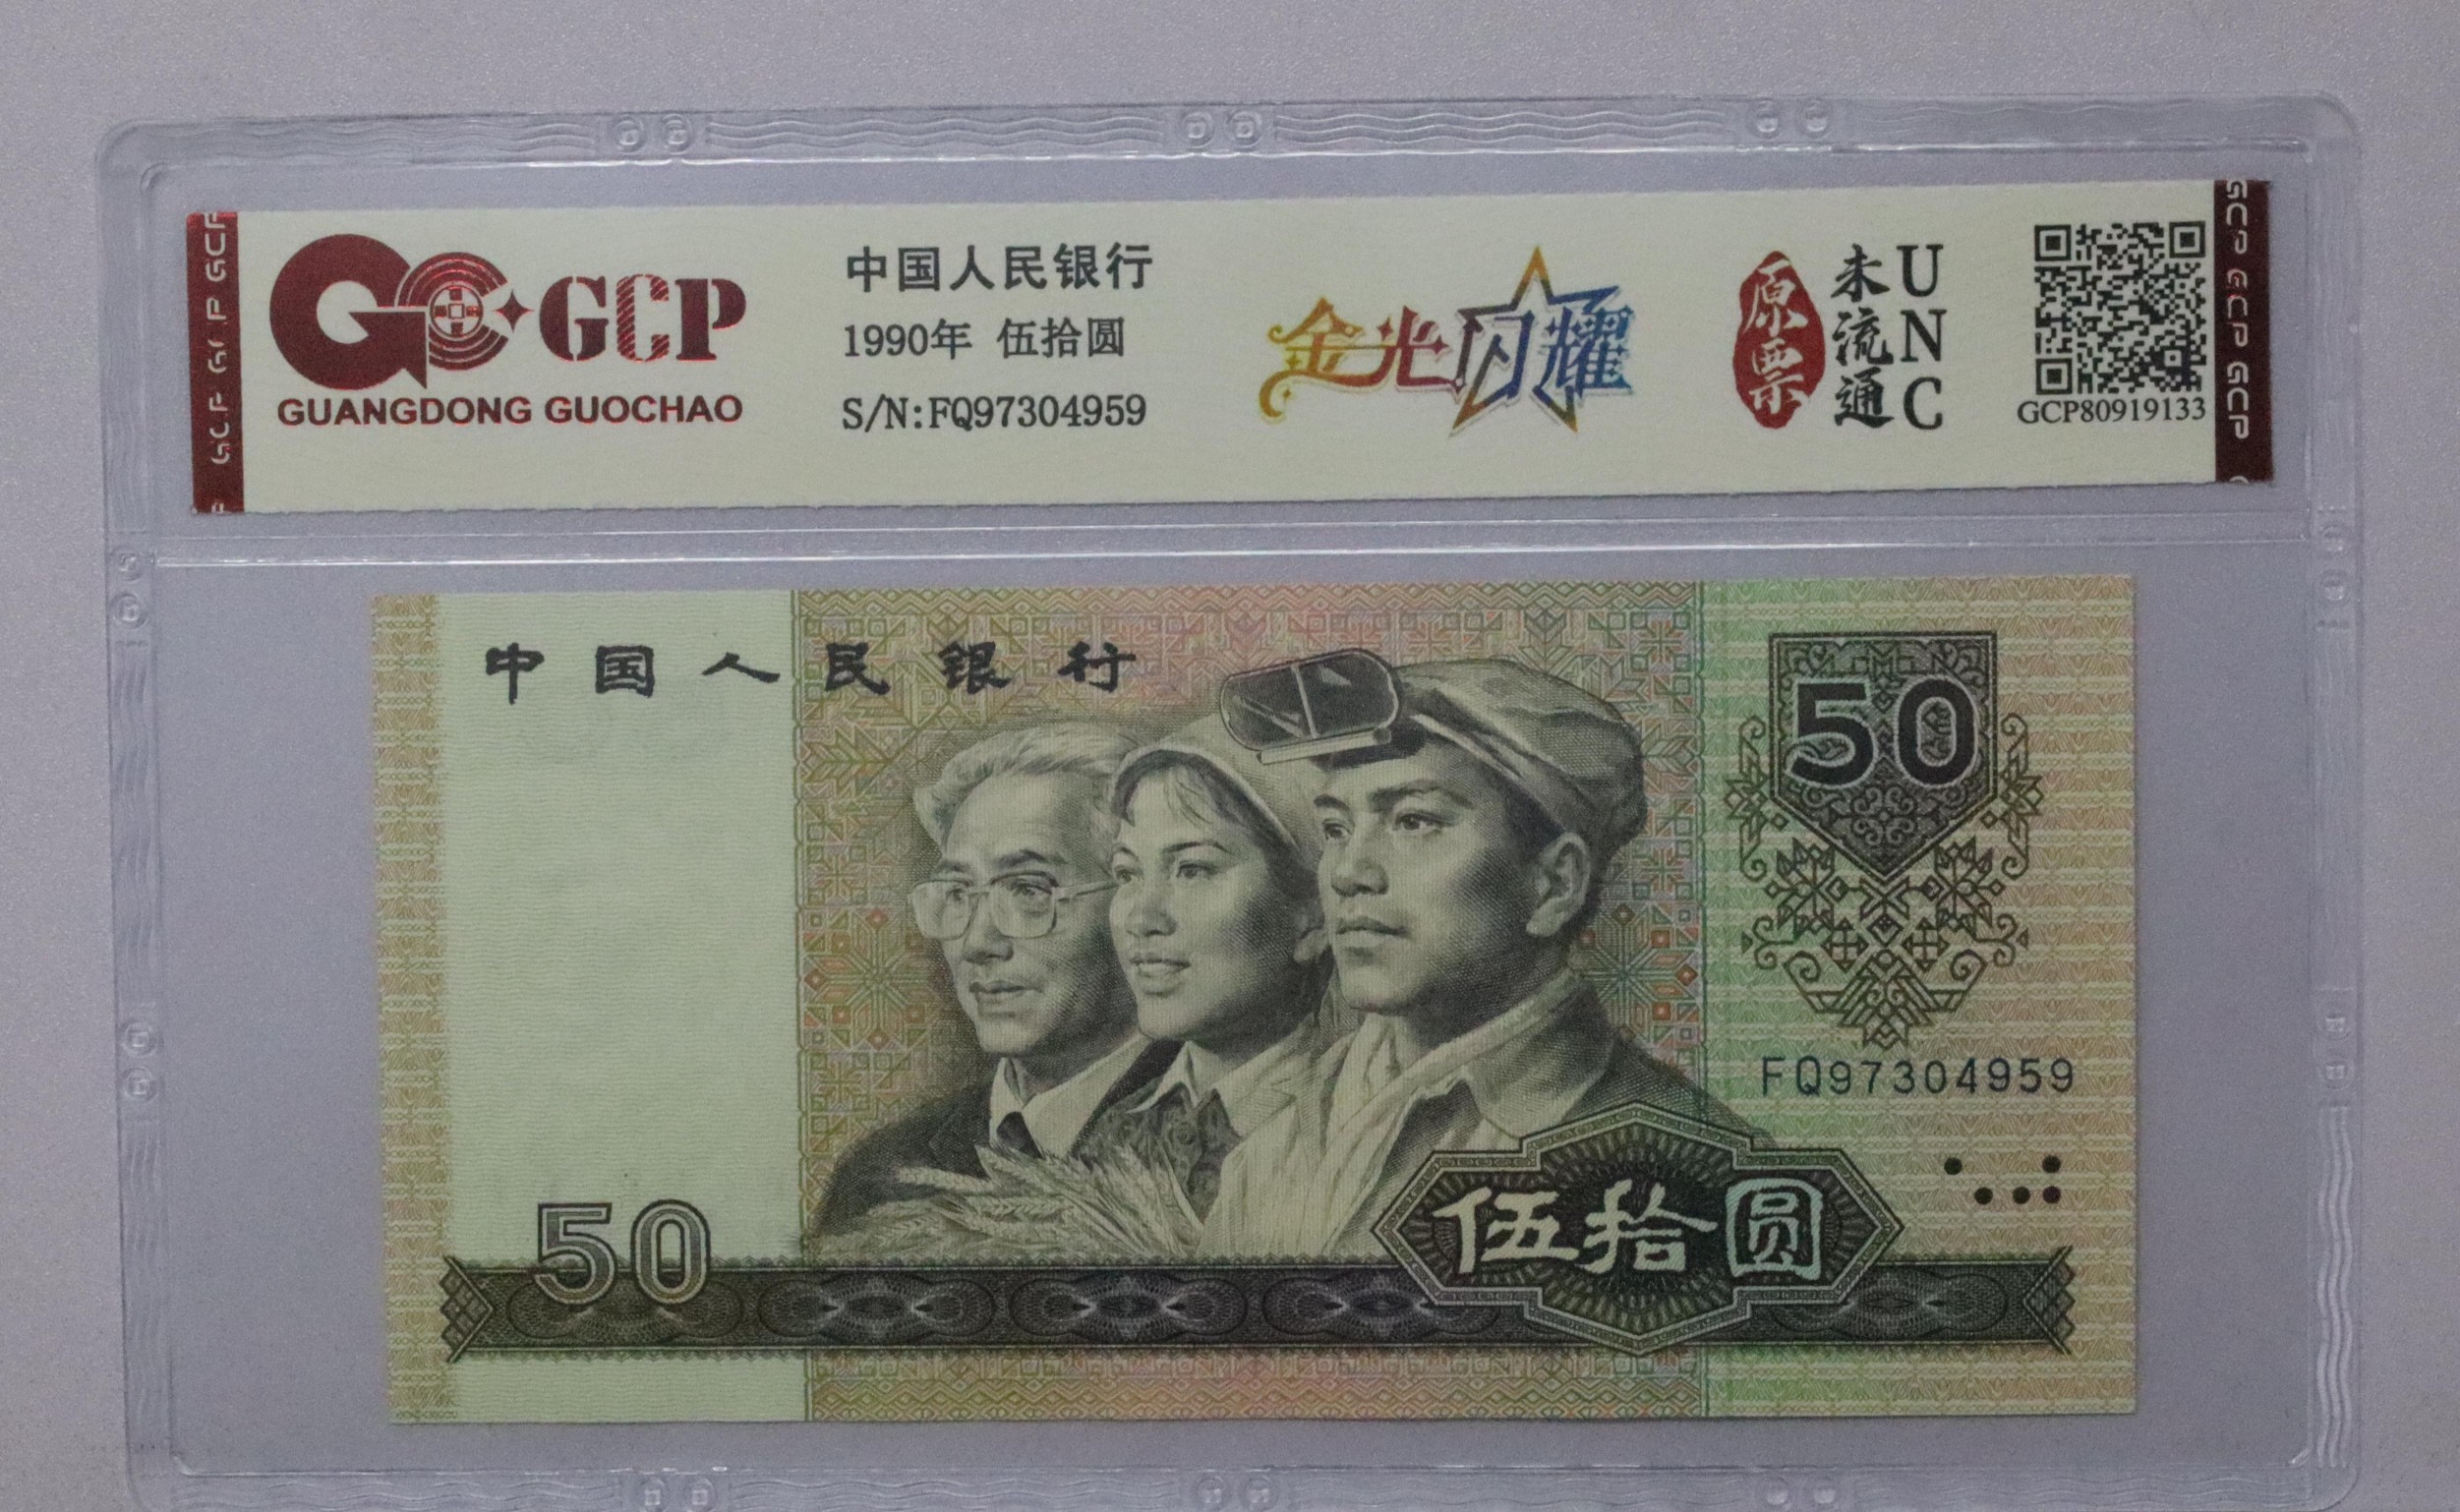 GCP
GUANGDONG GUOCHAO
中国人民银行
1990年 伍拾圆
S/N:FQ97304959
金光闪耀
原票
未流通
UNC
GCP80919133
GCP GCP GCP
GCP GCP GCP
中国人民银行
50
FQ97304959
50
伍拾圆